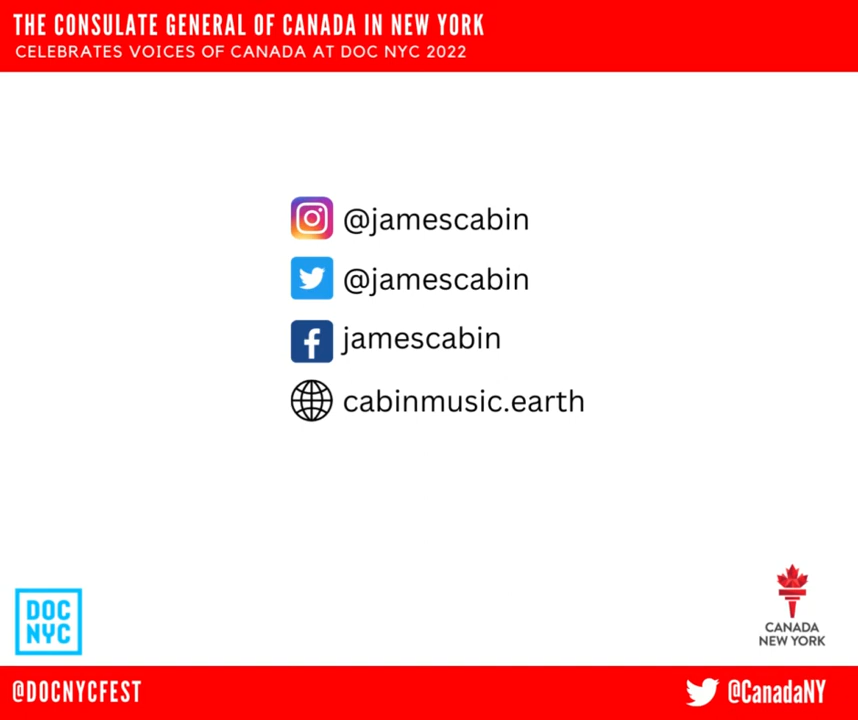 THE CONSULATE GENERAL OF CANADA IN NEW YORK
CELEBRATES VOICES OF CANADA AT DOC NYC 2022
@jamescabin
@jamescabin
jamescabin
cabinmusic.earth
DOC
NYC
CANADA
NEW YORK
@DOCNYCFEST
@CanadaNY